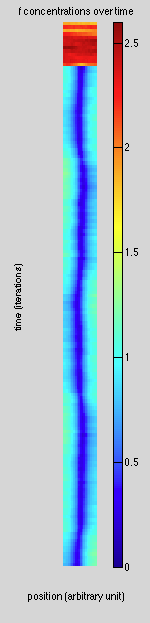 f concentrations over time
2.5
2
1.5
1
0.5
0
time (iterations)
position (arbitrary unit)